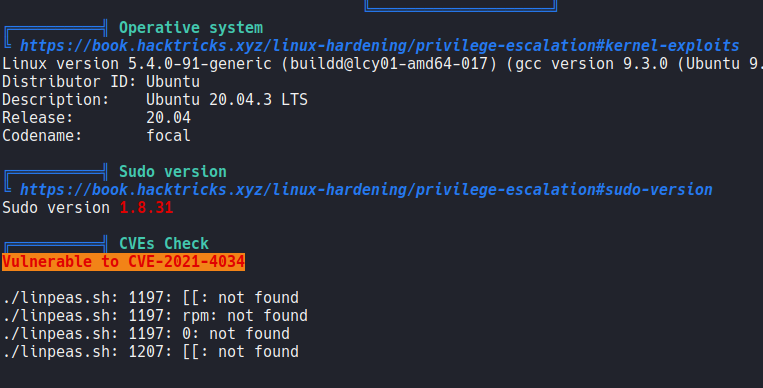 Operative system
https://book.hacktricks.xyz/linux-hardening/privilege-escalation#kernel-exploits
Linux version 5.4.0-91-generic (buildd@lcy01-amd64-017) (gcc version 9.3.0 (Ubuntu 9.
Distributor ID: Ubuntu
Description: Ubuntu 20.04.3 LTS
Release: 20.04
Codename: focal
Sudo version
https://book.hacktricks.xyz/linux-hardening/privilege-escalation#sudo-version
Sudo version 1.8.31
CVEs Check
Vulnerable to CVE-2021-4034
./linpeas.sh: 1197: [[: not found
./linpeas.sh: 1197: rpm: not found
./linpeas.sh: 1197: 0: not found
./linpeas.sh: 1207: [[: not found